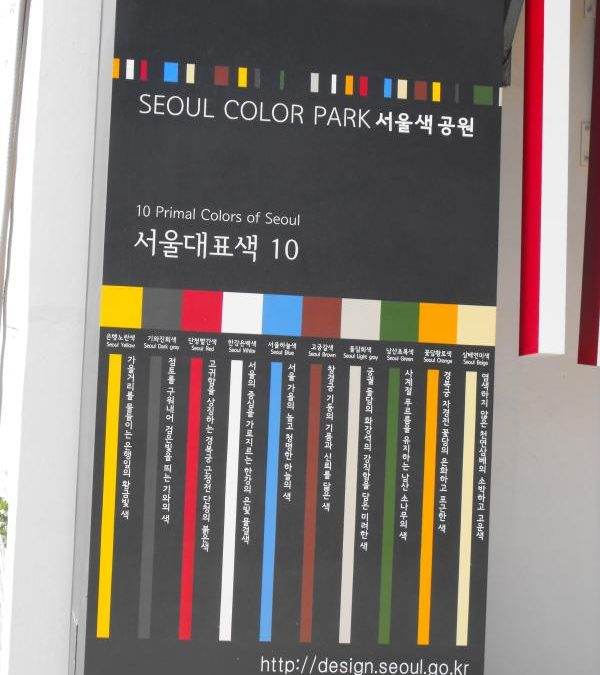 SEOUL COLOR PARK 서울색공원
10 Primal Colors of Seoul
서울대표색 10
은행노란색
Seoul Yellow
가을거리를 물들이는 은행잎의 황금빛 색
기와진회색
Seoul Dark gray
점토를 구워내어 검은빛을 띄는 기와의 색
단청빨간색
Seoul Red
고귀함을 상징하는 경복궁 근정전 단청의 붉은색
한강은백색
Seoul White
서울의 중심을 가로지르는 한강의 은빛 물결색
서울하늘색
Seoul Blue
서울 가을의 높고 청명한 하늘의 색
고궁갈색
Seoul Brown
창경궁 기둥의 기품과 신뢰를 닮은 색
돌담회색
Seoul Light gray
궁궐 돌담의 화강석의 강직함을 담은 미려한 색
남산초록색
Seoul Green
사계절 푸르름을 유지하는 남산 소나무의 색
꽃담황토색
Seoul Orange
경복궁 자경전 꽃담의 온화하고 포근한 색
삼베연미색
Seoul Beige
염색하지 않은 천연삼베의 소박하고 고운색
http://design.seoul.go.kr